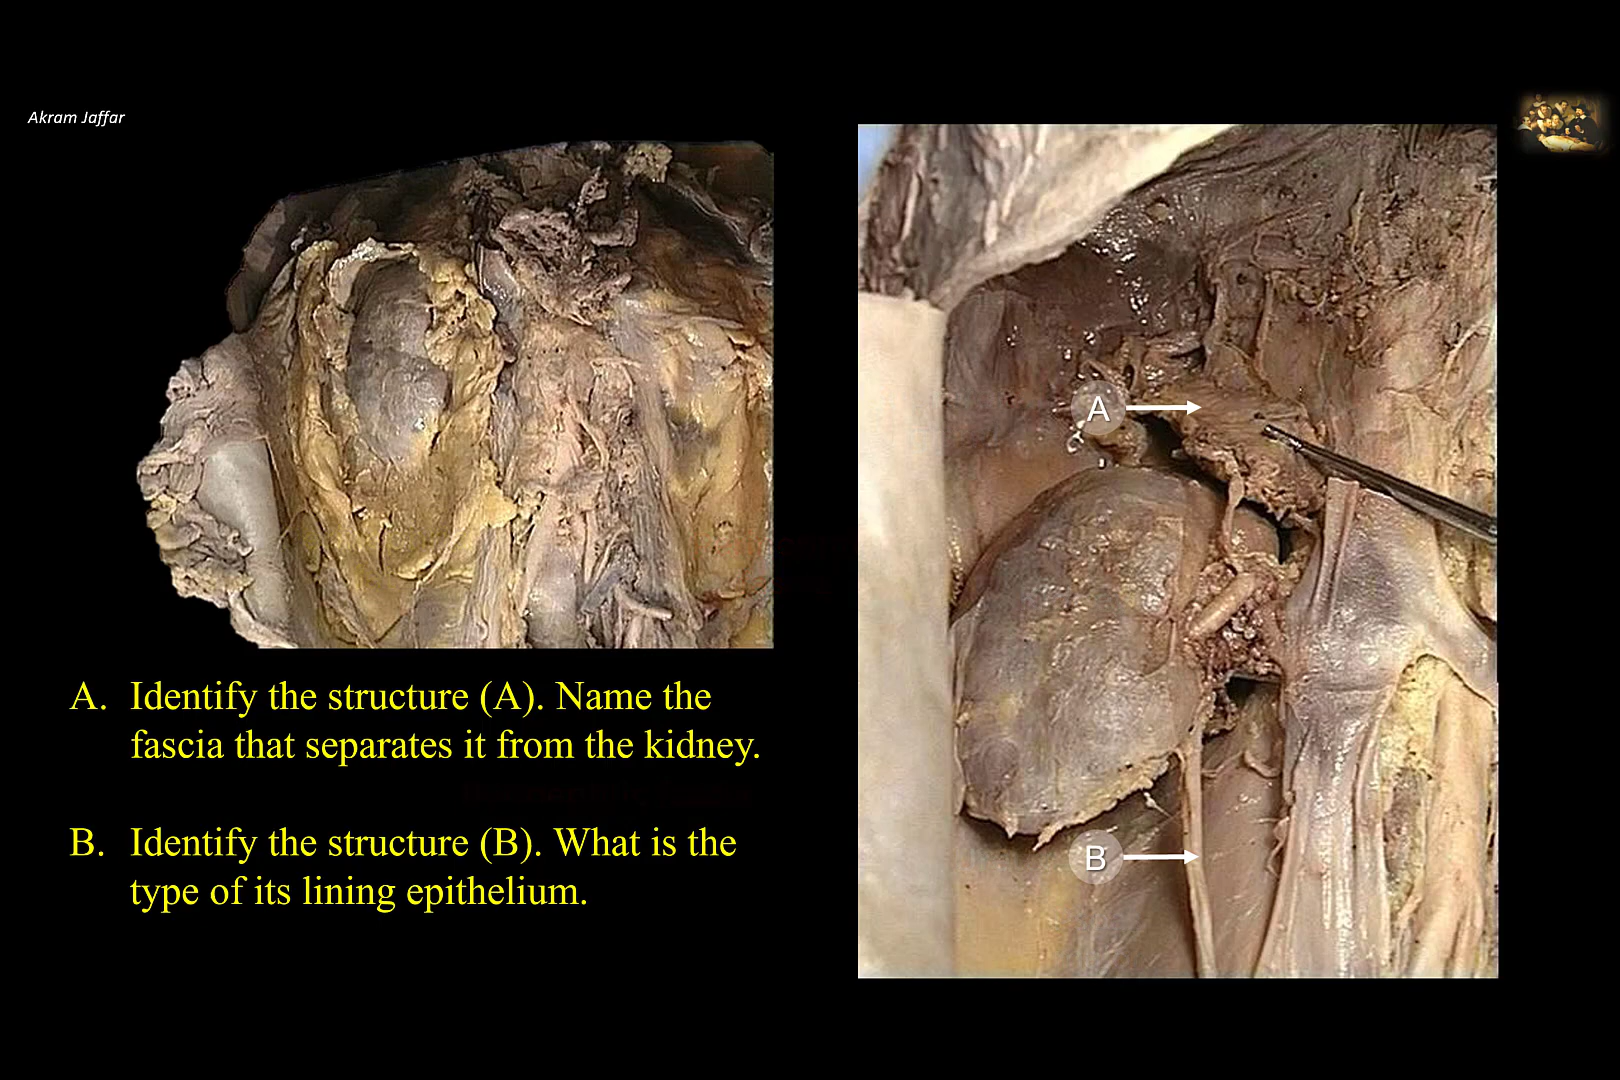 Akram Jaffar
A
B
A. Identify the structure (A). Name the
fascia that separates it from the kidney.
B. Identify the structure (B). What is the
type of its lining epithelium.